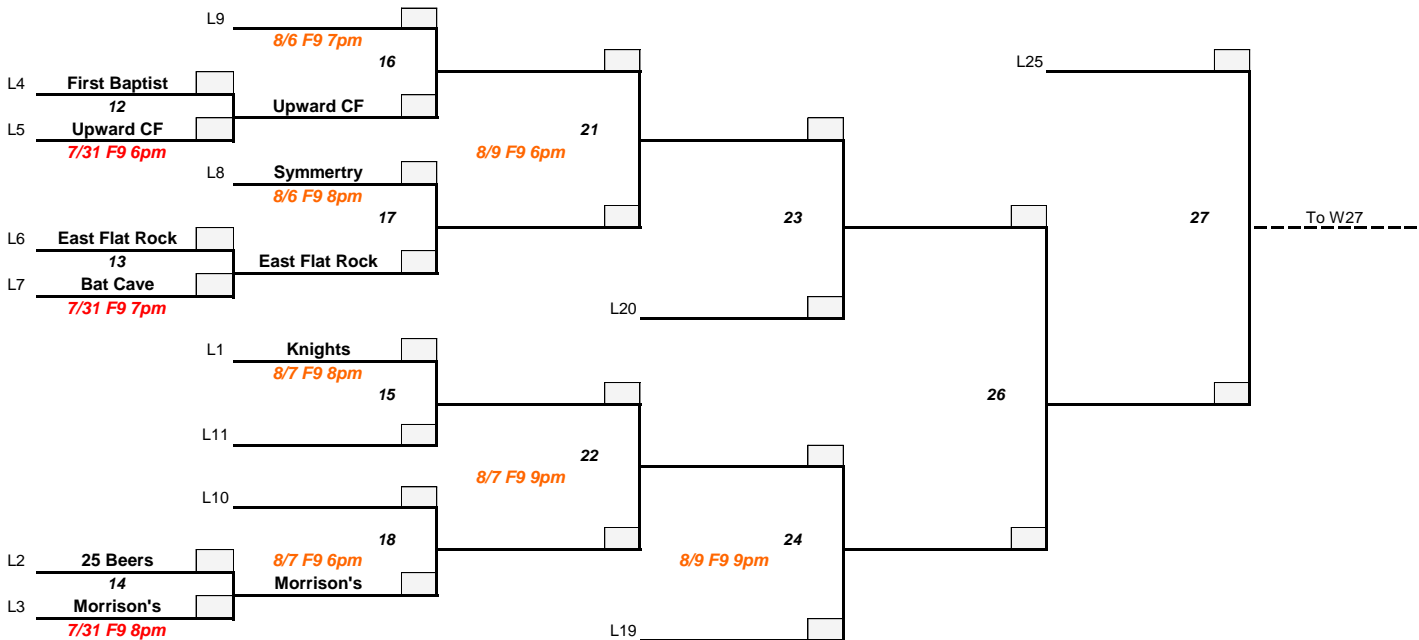 L9
8/6 F9 7pm
16
L25
L4 First Baptist
12
Upward CF
L5 Upward CF
21
7/31 F9 6pm
8/9 F9 6pm
L8 Symmertry
8/6 F9 8pm
17
23
27
To W27
L6 East Flat Rock
13
East Flat Rock
L7 Bat Cave
7/31 F9 7pm
L20
L1 Knights
8/7 F9 8pm
15
26
L11
22
8/7 F9 9pm
L10
18
24
L2 25 Beers
8/7 F9 6pm
8/9 F9 9pm
14
Morrison's
L3 Morrison's
7/31 F9 8pm
L19